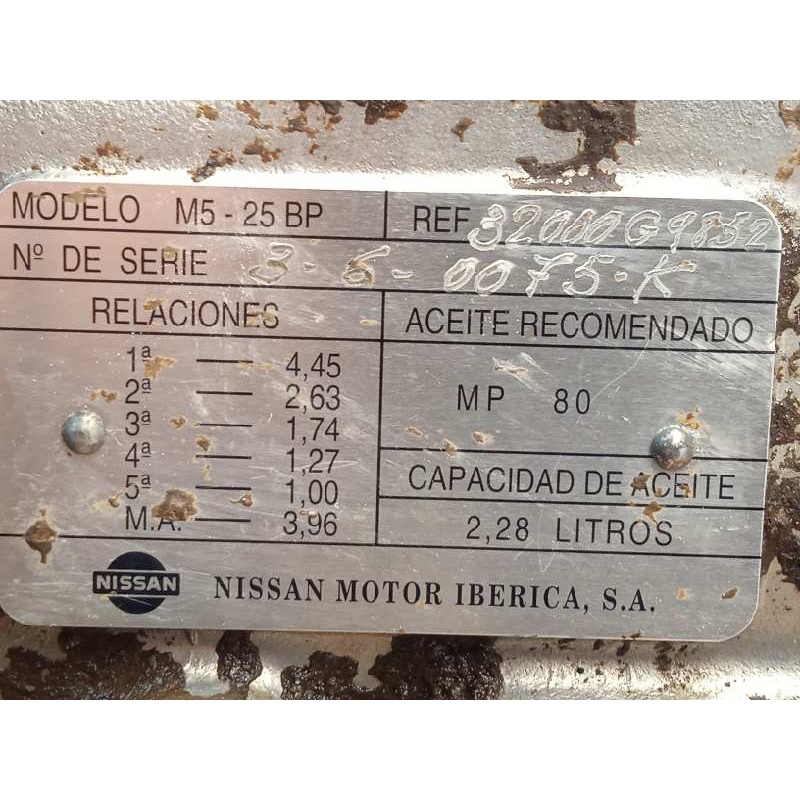 MODELO M5 - 25 BP
REF 32000G9852
Nº DE SERIE 3-6-0075-K
RELACIONES
1ª — 4,45
2ª — 2,63
3ª — 1,74
4ª — 1,27
5ª — 1,00
M.A. — 3,96
ACEITE RECOMENDADO
MP 80
CAPACIDAD DE ACEITE
2,28 LITROS
NISSAN
NISSAN MOTOR IBERICA, S.A.